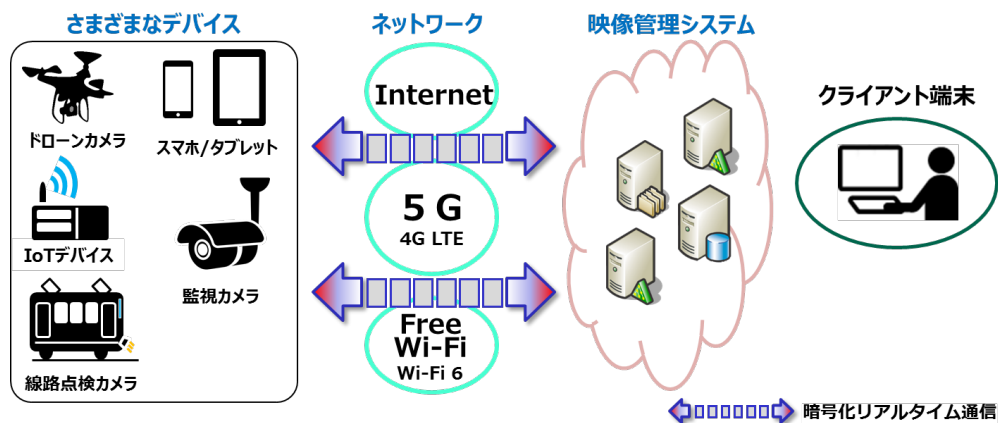 さまざまなデバイス
ドローンカメラ
スマホ/タブレット
IoTデバイス
監視カメラ
線路点検カメラ
ネットワーク
Internet
5 G
4G LTE
Free
Wi-Fi
Wi-Fi 6
映像管理システム
クライアント端末
暗号化リアルタイム通信